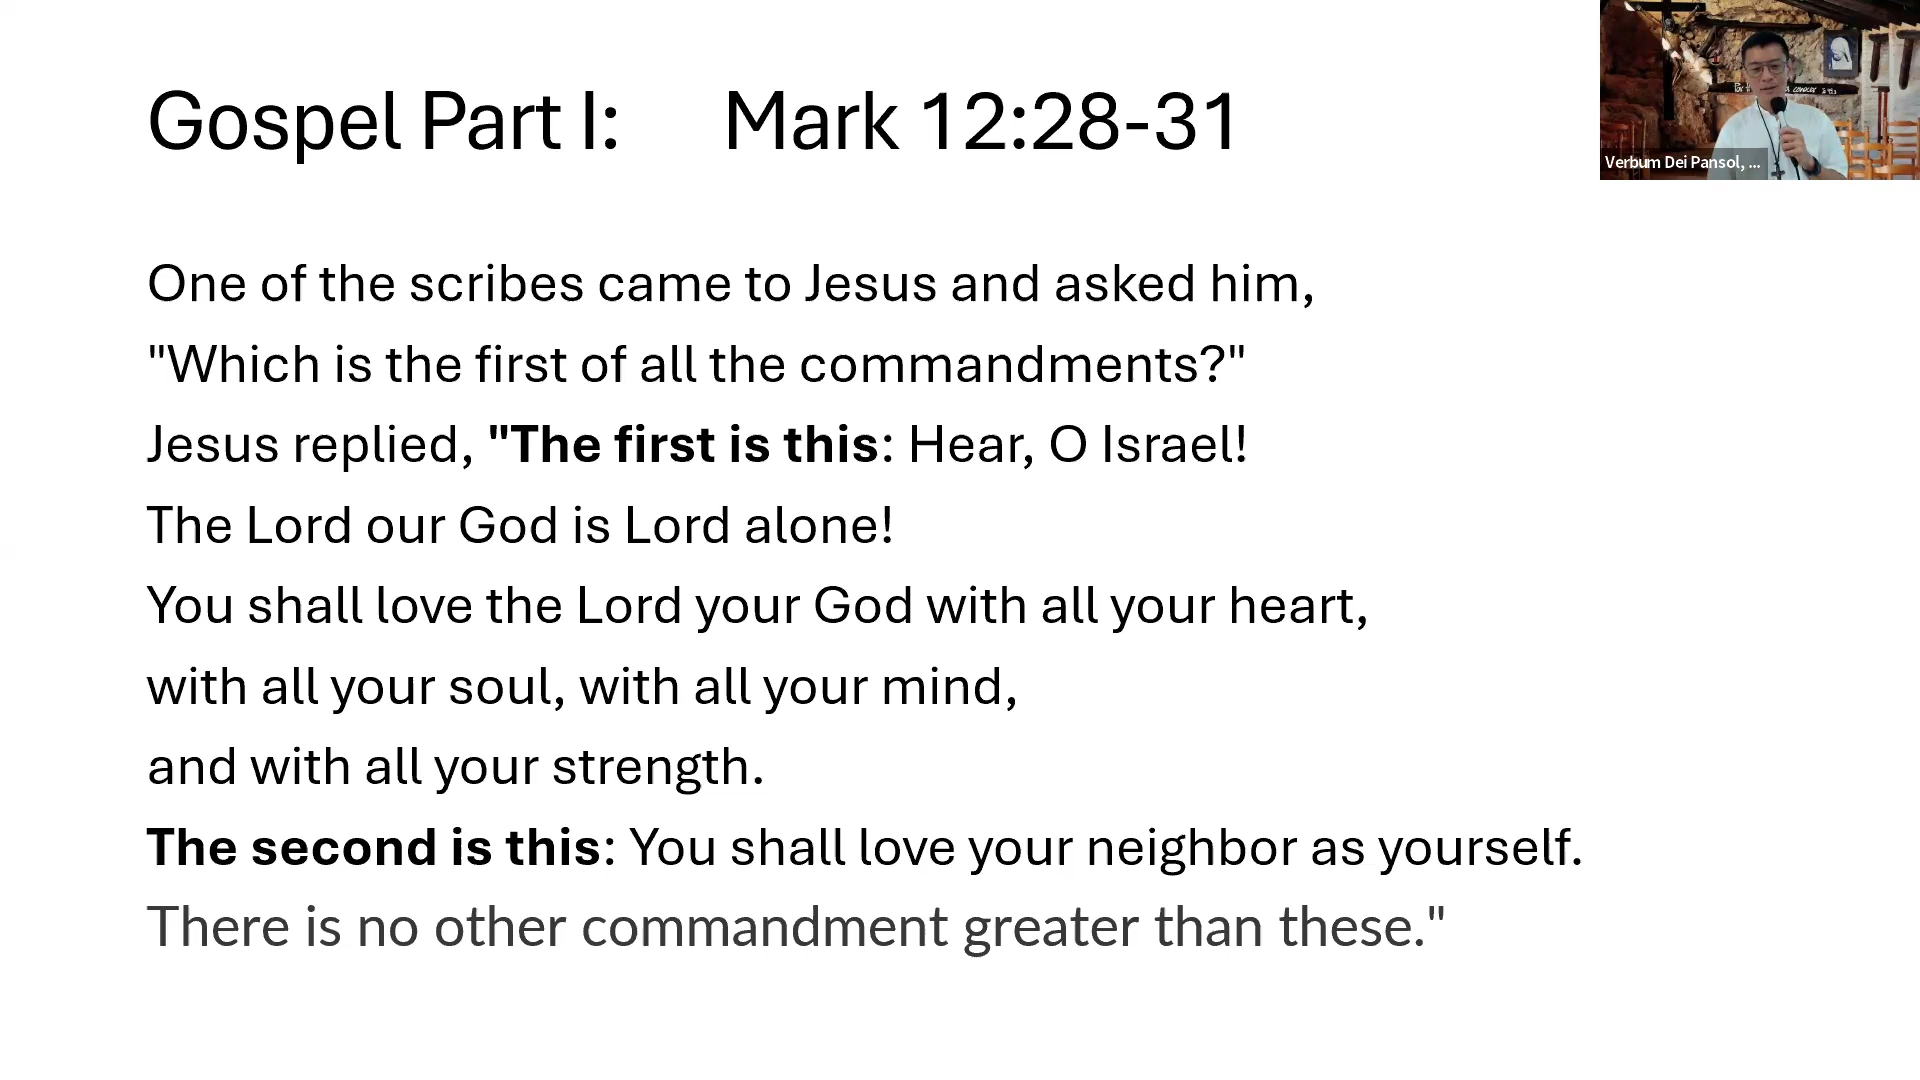 Gospel Part I: Mark 12:28-31
Verbum Dei Pansol, ...
One of the scribes came to Jesus and asked him,
"Which is the first of all the commandments?"
Jesus replied, "The first is this: Hear, O Israel!
The Lord our God is Lord alone!
You shall love the Lord your God with all your heart,
with all your soul, with all your mind,
and with all your strength.
The second is this: You shall love your neighbor as yourself.
There is no other commandment greater than these."